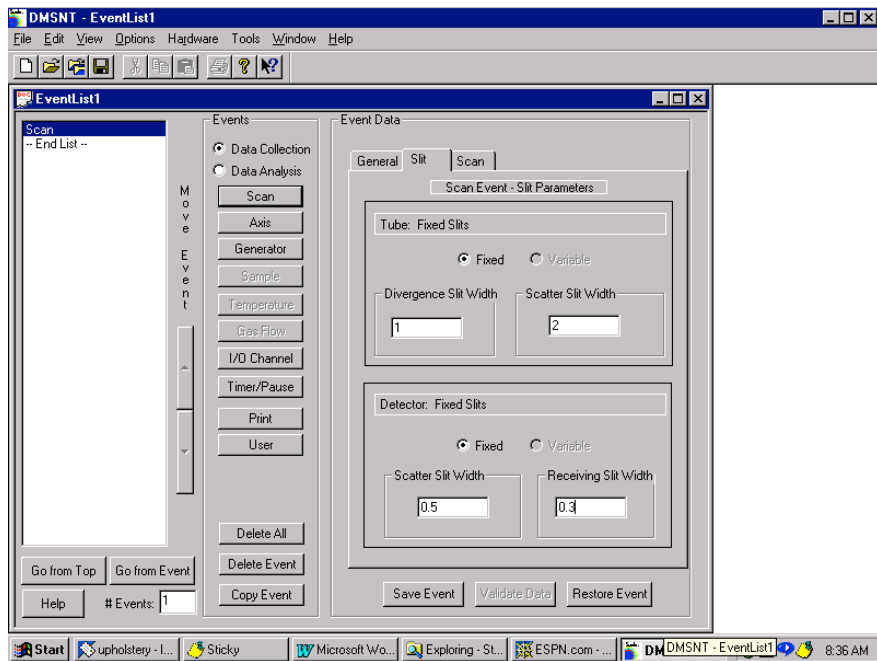 DMSNT - EventList1
File Edit View Options Hardware Tools Window Help
EventList1
Scan
-- End List --
Move Event
Go from Top Go from Event
Help # Events: 1
Events
Data Collection
Data Analysis
Scan
Axis
Generator
Sample
Temperature
Gas Flow
I/O Channel
Timer/Pause
Print
User
Delete All
Delete Event
Copy Event
Event Data
General Slit Scan
Scan Event - Slit Parameters
Tube: Fixed Slits
Fixed Variable
Divergence Slit Width Scatter Slit Width
1 2
Detector: Fixed Slits
Fixed Variable
Scatter Slit Width Receiving Slit Width
0.5 0.3
Save Event Validate Data Restore Event
Start upholstery - I... Sticky Microsoft Wo... Exploring - St... ESPN.com - ... DM DMSNT - EventList1 8:36 AM